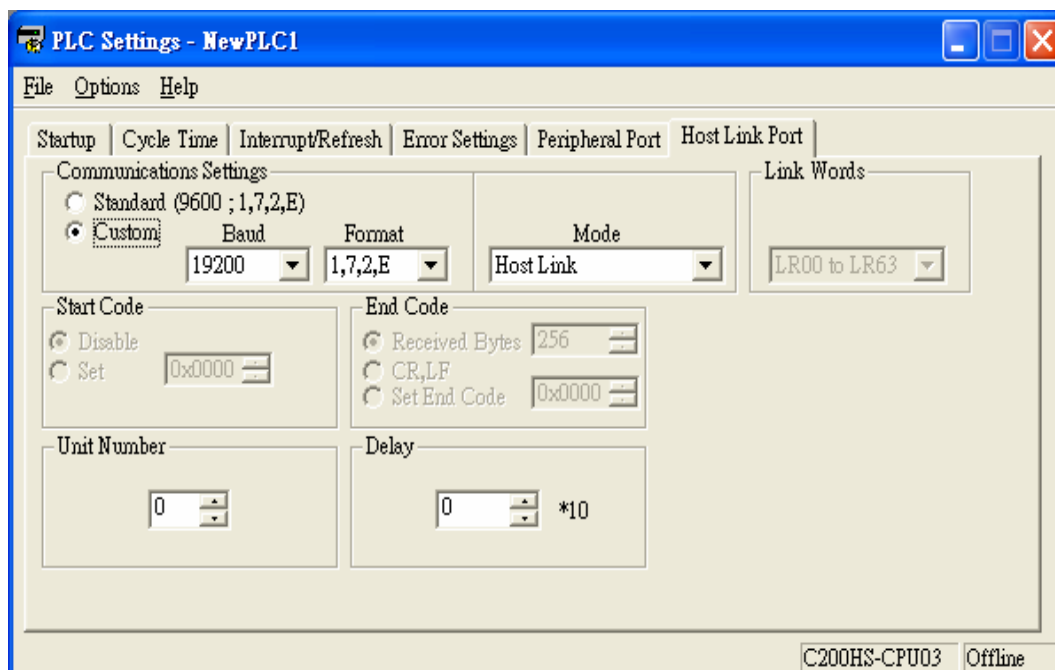 PLC Settings - NewPLC1
File Options Help
Startup Cycle Time Interrupt/Refresh Error Settings Peripheral Port Host Link Port
Communications Settings
Standard (9600 ; 1,7,2,E)
Custom
Baud
19200
Format
1,7,2,E
Mode
Host Link
Link Words
LR00 to LR63
Start Code
Disable
Set 0x0000
End Code
Received Bytes 256
CR,LF
Set End Code 0x0000
Unit Number
0
Delay
0 *10
C200HS-CPU03 Offline